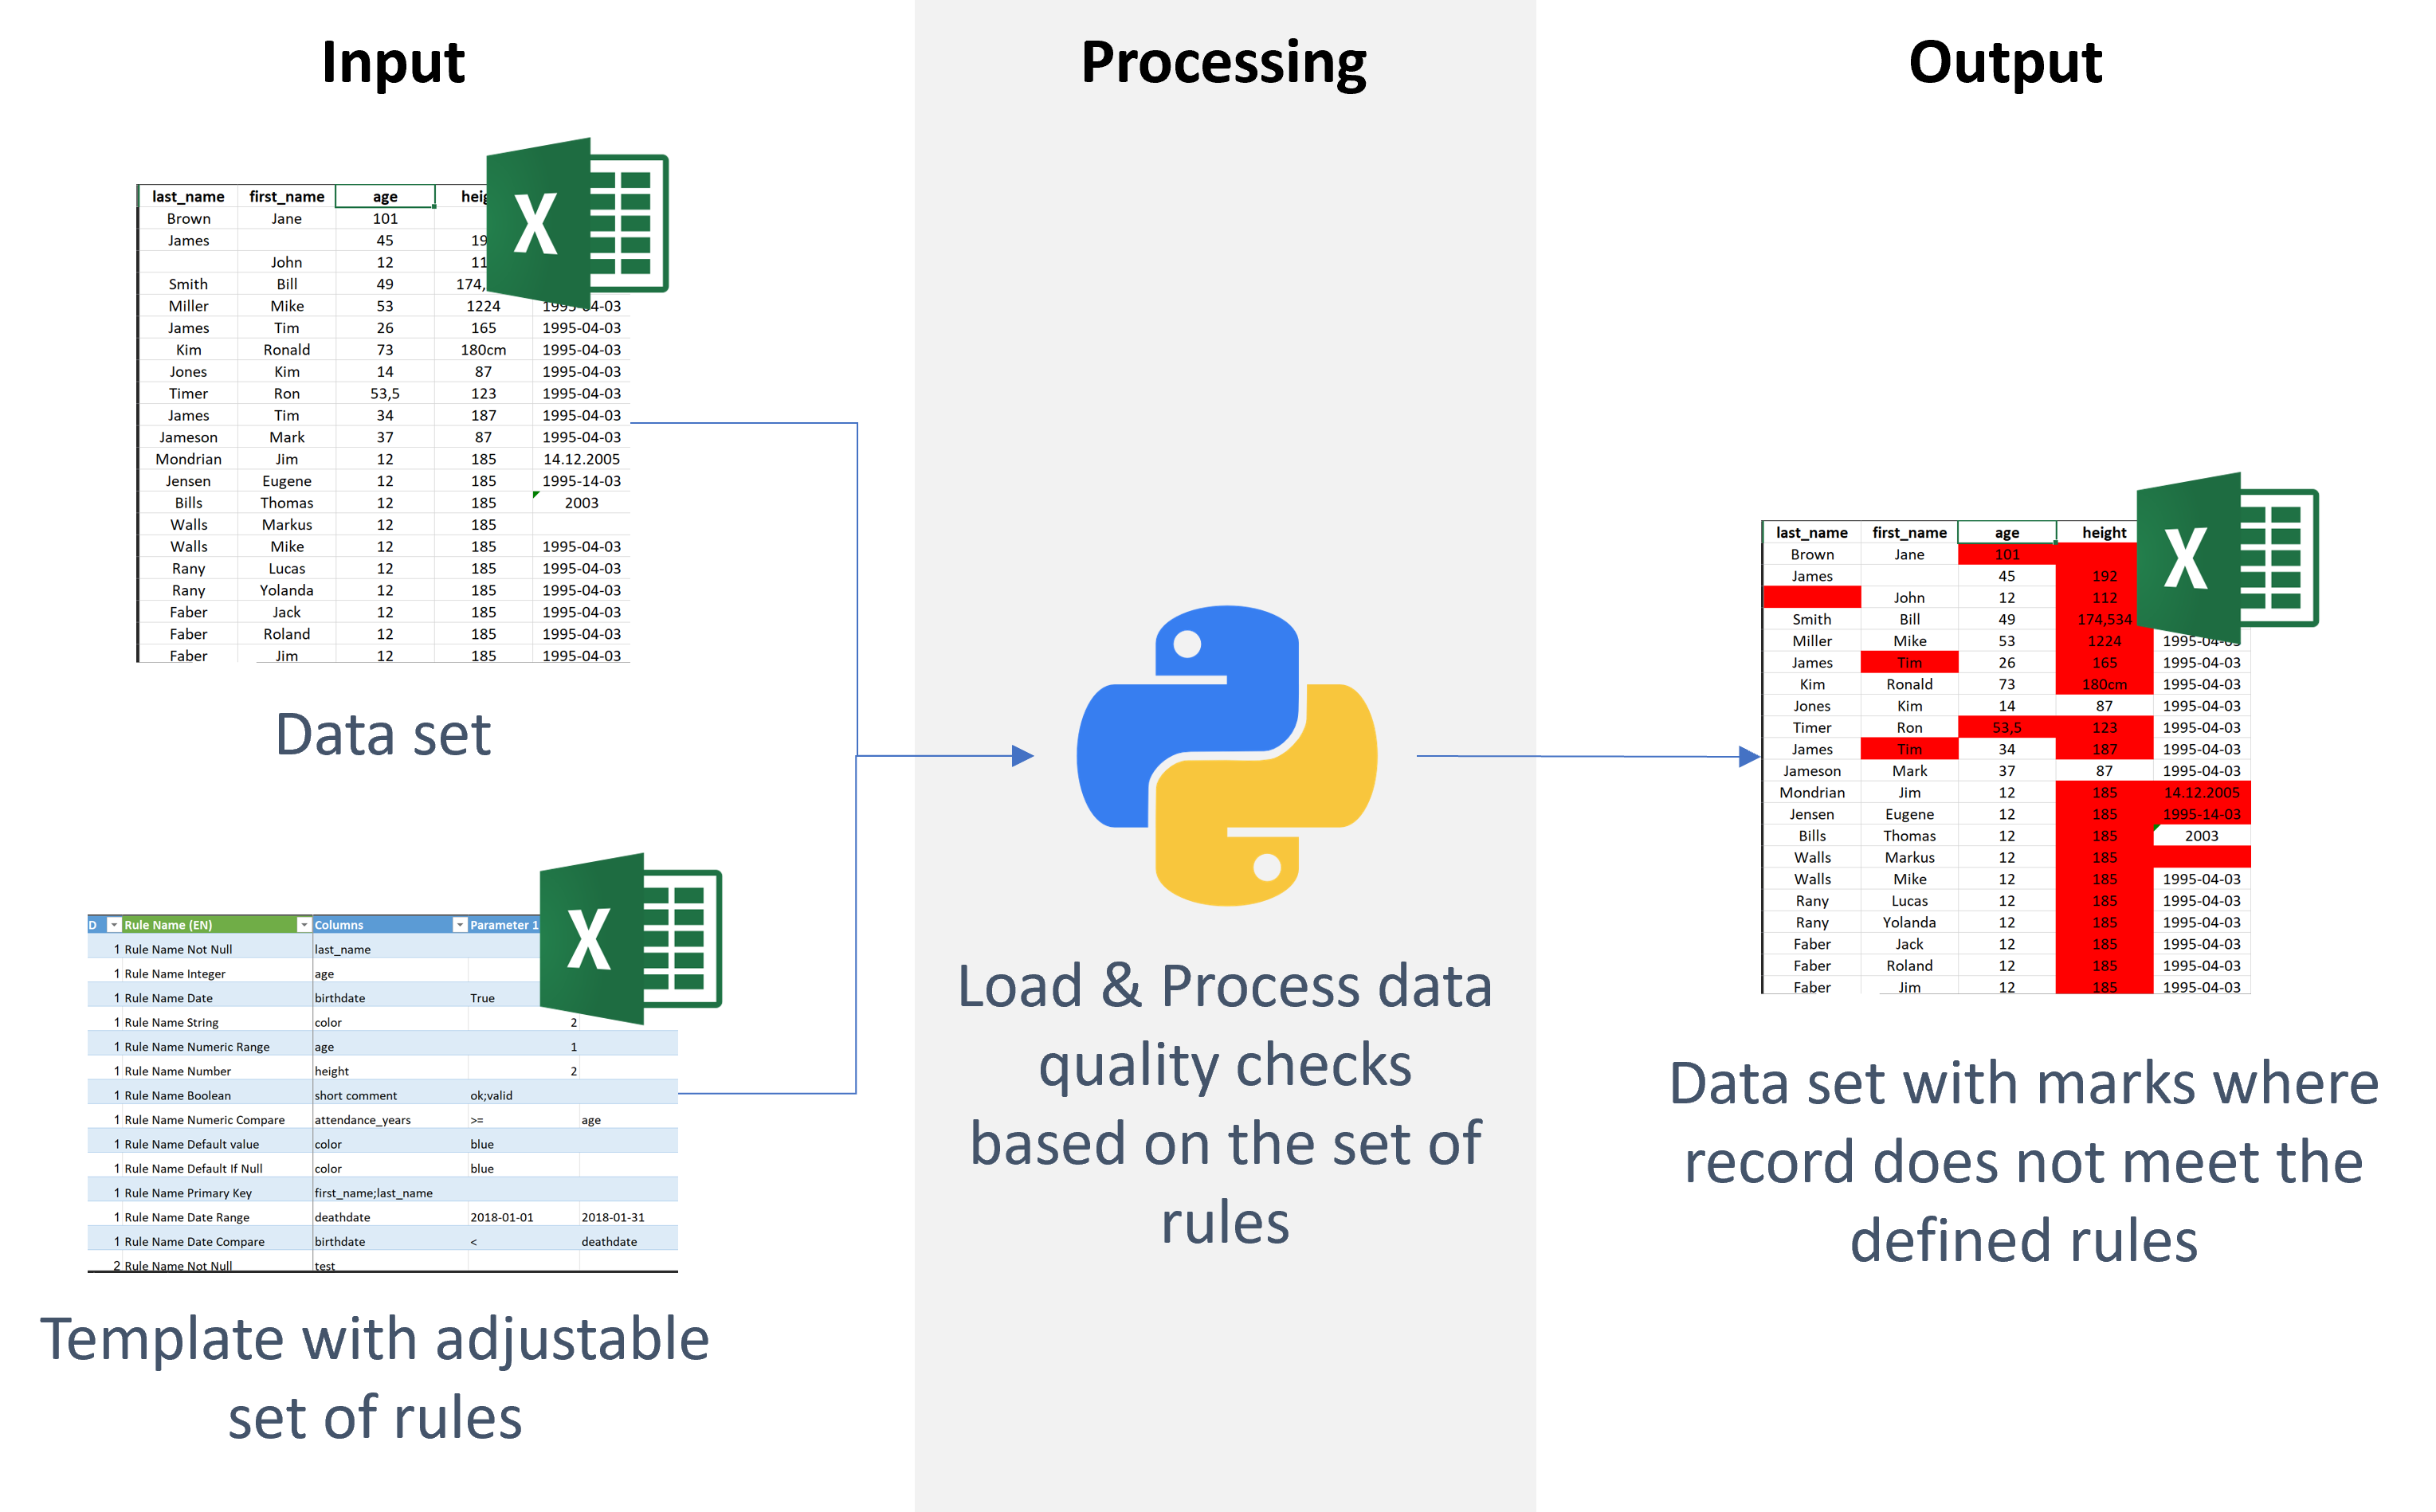 Input
Processing
Output
last_name first_name age
Brown Jane 101
James 45
John 12
Smith Bill 49
Miller Mike 53 1224
James Tim 26 165 1995-04-03
Kim Ronald 73 180cm 1995-04-03
Jones Kim 14 87 1995-04-03
Timer Ron 53,5 123 1995-04-03
James Tim 34 187 1995-04-03
Jameson Mark 37 87 1995-04-03
Mondrian Jim 12 185 14.12.2005
Jensen Eugene 12 185 1995-14-03
Bills Thomas 12 185 2003
Walls Markus 12 185
Walls Mike 12 185 1995-04-03
Rany Lucas 12 185 1995-04-03
Rany Yolanda 12 185 1995-04-03
Faber Jack 12 185 1995-04-03
Faber Roland 12 185 1995-04-03
Faber Jim 12 185 1995-04-03
X
Data set
D Rule Name (EN) Columns Parameter 1
1 Rule Name Not Null last_name
1 Rule Name Integer age
1 Rule Name Date birthdate True
1 Rule Name String color 2
1 Rule Name Numeric Range age 1
1 Rule Name Number height 2
1 Rule Name Boolean short comment ok;valid
1 Rule Name Numeric Compare attendance_years >= age
1 Rule Name Default value color blue
1 Rule Name Default If Null color blue
1 Rule Name Primary Key first_name;last_name
1 Rule Name Date Range deathdate 2018-01-01 2018-01-31
1 Rule Name Date Compare birthdate < deathdate
2 Rule Name Not Null test
X
Template with adjustable
set of rules
Load & Process data
quality checks
based on the set of
rules
last_name first_name age height
Brown Jane 101
James 45 192
John 12 112
Smith Bill 49 174,534
Miller Mike 53 1224 1995-04-03
James Tim 26 165 1995-04-03
Kim Ronald 73 180cm 1995-04-03
Jones Kim 14 87 1995-04-03
Timer Ron 53,5 123 1995-04-03
James Tim 34 187 1995-04-03
Jameson Mark 37 87 1995-04-03
Mondrian Jim 12 185 14.12.2005
Jensen Eugene 12 185 1995-14-03
Bills Thomas 12 185 2003
Walls Markus 12 185
Walls Mike 12 185 1995-04-03
Rany Lucas 12 185 1995-04-03
Rany Yolanda 12 185 1995-04-03
Faber Jack 12 185 1995-04-03
Faber Roland 12 185 1995-04-03
Faber Jim 12 185 1995-04-03
X
Data set with marks where
record does not meet the
defined rules